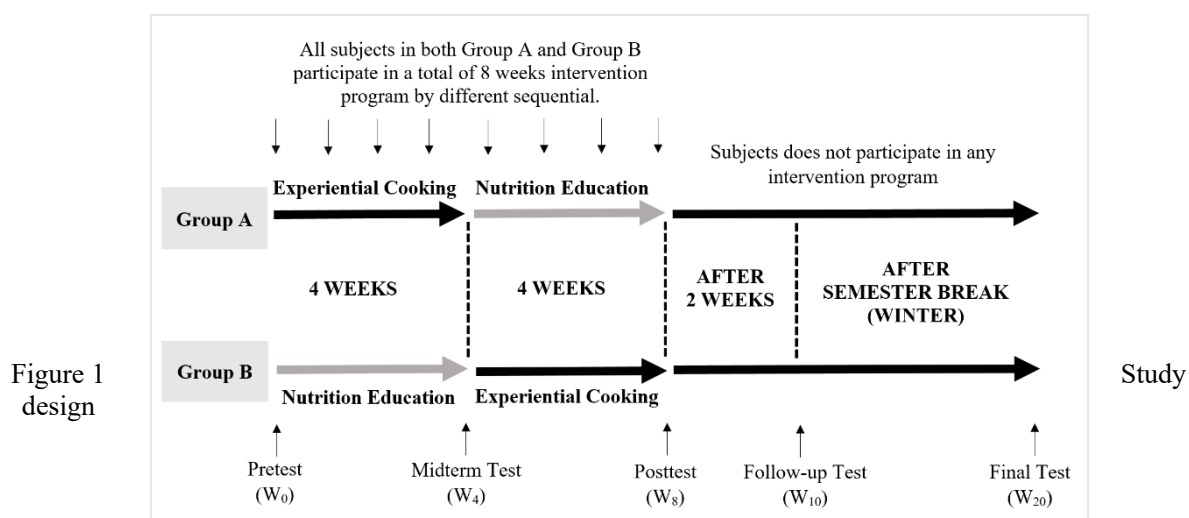 All subjects in both Group A and Group B
participate in a total of 8 weeks intervention
program by different sequential.
Subjects does not participate in any
intervention program
Experiential Cooking
Nutrition Education
Group A
4 WEEKS
4 WEEKS
AFTER
2 WEEKS
AFTER
SEMESTER BREAK
(WINTER)
Group B
Nutrition Education
Experiential Cooking
Figure 1
design
Study
Pretest
(W₀)
Midterm Test
(W₄)
Posttest
(W₈)
Follow-up Test
(W₁₀)
Final Test
(W₂₀)